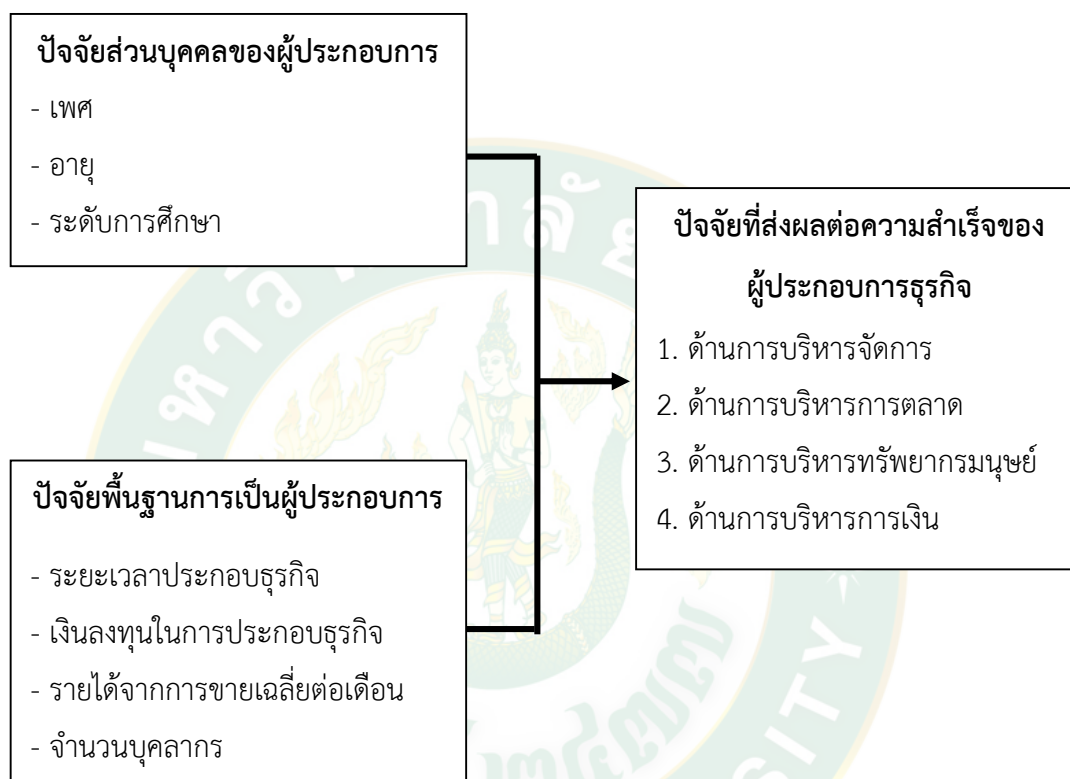 ปัจจัยส่วนบุคคลของผู้ประกอบการ
- เพศ
- อายุ
- ระดับการศึกษา
ปัจจัยพื้นฐานการเป็นผู้ประกอบการ
- ระยะเวลาประกอบธุรกิจ
- เงินลงทุนในการประกอบธุรกิจ
- รายได้จากการขายเฉลี่ยต่อเดือน
- จำนวนบุคลากร
ปัจจัยที่ส่งผลต่อความสำเร็จของ
ผู้ประกอบการธุรกิจ
1. ด้านการบริหารจัดการ
2. ด้านการบริหารการตลาด
3. ด้านการบริหารทรัพยากรมนุษย์
4. ด้านการบริหารการเงิน